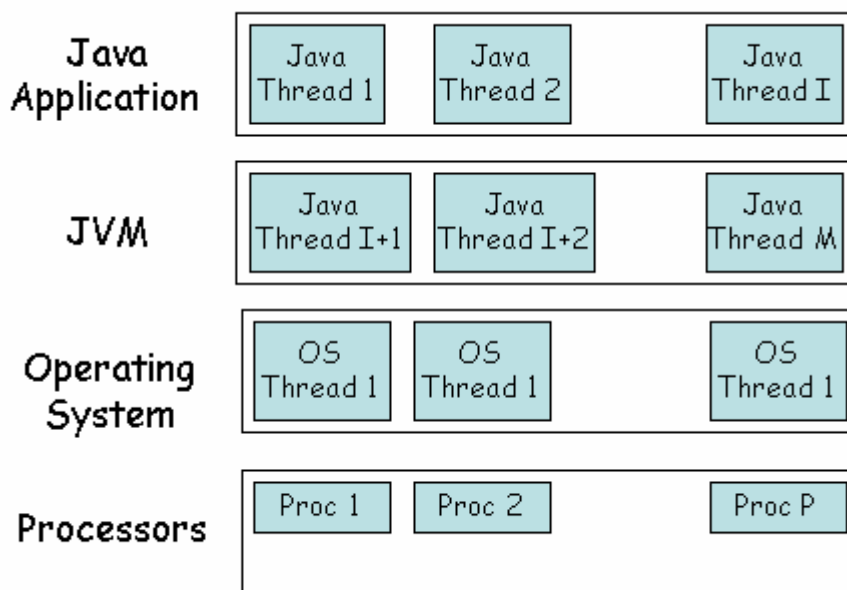 Java
Application
Java
Thread 1
Java
Thread 2
Java
Thread I
JVM
Java
Thread I+1
Java
Thread I+2
Java
Thread M
Operating
System
OS
Thread 1
OS
Thread 1
OS
Thread 1
Processors
Proc 1
Proc 2
Proc P